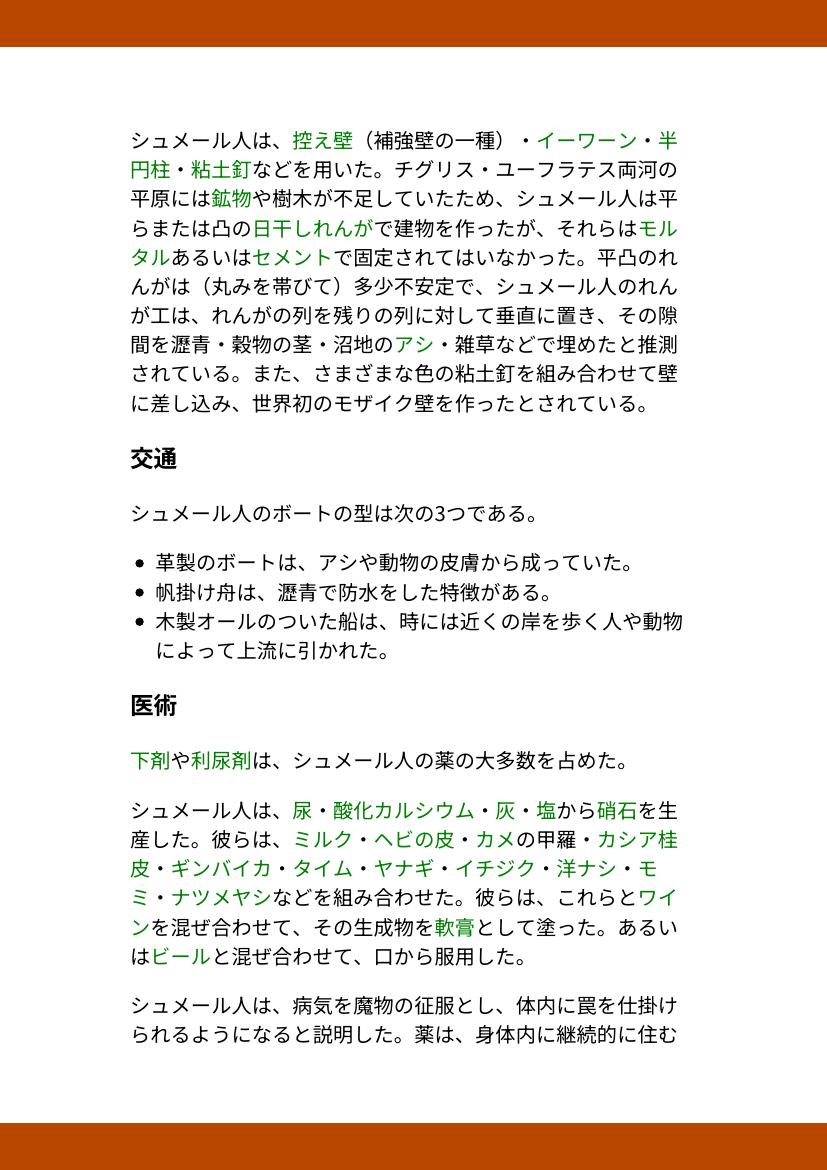 シュメール人は、控え壁（補強壁の一種）・イーワーン・半
円柱・粘土釘などを用いた。チグリス・ユーフラテス両河の
平原には鉱物や樹木が不足していたため、シュメール人は平
らまたは凸の日干しれんがで建物を作ったが、それらはモル
タルあるいはセメントで固定されてはいなかった。平凸のれ
んがは（丸みを帯びて）多少不安定で、シュメール人のれん
が工は、れんがの列を残りの列に対して垂直に置き、その隙
間を瀝青・穀物の茎・沼地のアシ・雑草などで埋めたと推測
されている。また、さまざまな色の粘土釘を組み合わせて壁
に差し込み、世界初のモザイク壁を作ったとされている。
交通
シュメール人のボートの型は次の3つである。
• 革製のボートは、アシや動物の皮膚から成っていた。
• 帆掛け舟は、瀝青で防水をした特徴がある。
• 木製オールのついた船は、時には近くの岸を歩く人や動物
によって上流に引かれた。
医術
下剤や利尿剤は、シュメール人の薬の大多数を占めた。
シュメール人は、尿・酸化カルシウム・灰・塩から硝石を生
産した。彼らは、ミルク・ヘビの皮・カメの甲羅・カシア桂
皮・ギンバイカ・タイム・ヤナギ・イチジク・洋ナシ・モ
ミ・ナツメヤシなどを組み合わせた。彼らは、これらとワイ
ンを混ぜ合わせて、その生成物を軟膏として塗った。あるい
はビールと混ぜ合わせて、口から服用した。
シュメール人は、病気を魔物の征服とし、体内に罠を仕掛け
られるようになると説明した。薬は、身体内に継続的に住む